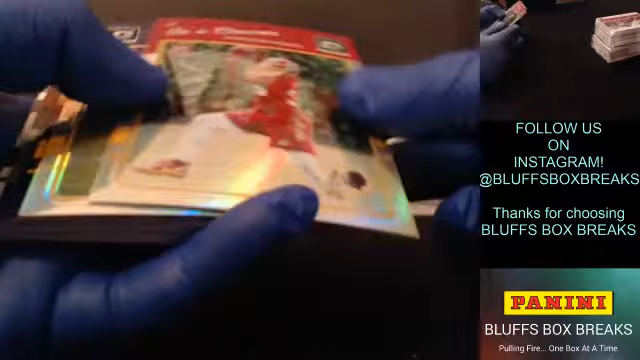 FOLLOW US
ON
INSTAGRAM!
@BLUFFSBOXBREAKS
Thanks for choosing
BLUFFS BOX BREAKS
PANINI
BLUFFS BOX BREAKS
Pulling Fire... One Box At A Time